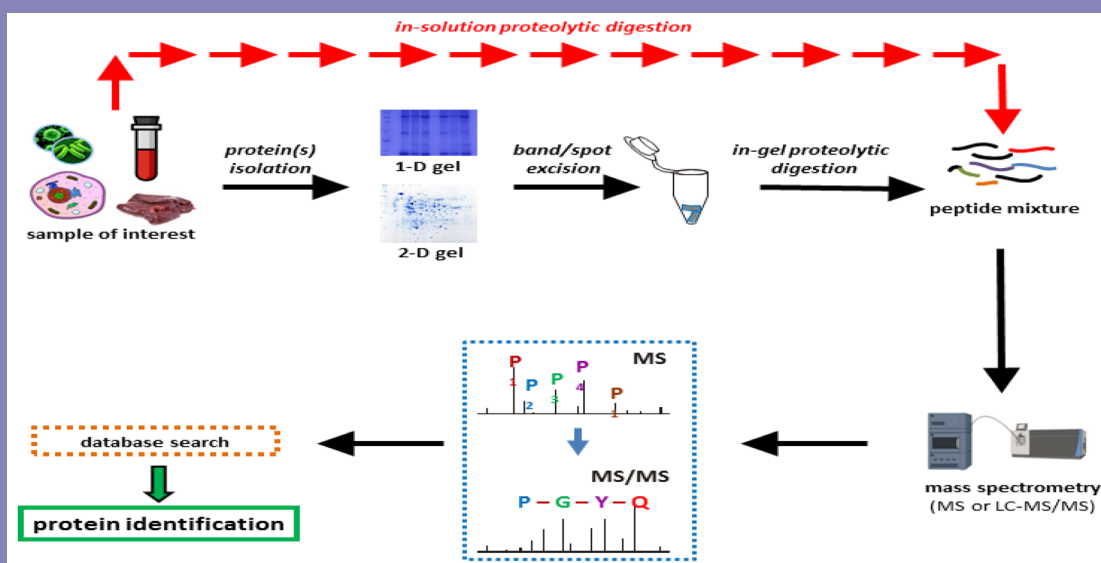 in-solution proteolytic digestion
protein(s)
isolation
1-D gel
2-D gel
band/spot
excision
in-gel proteolytic
digestion
sample of interest
peptide mixture
MS
P
1
P
2
P
3
P
4
P
1
MS/MS
P – G – Y – Q
mass spectrometry
(MS or LC-MS/MS)
database search
protein identification